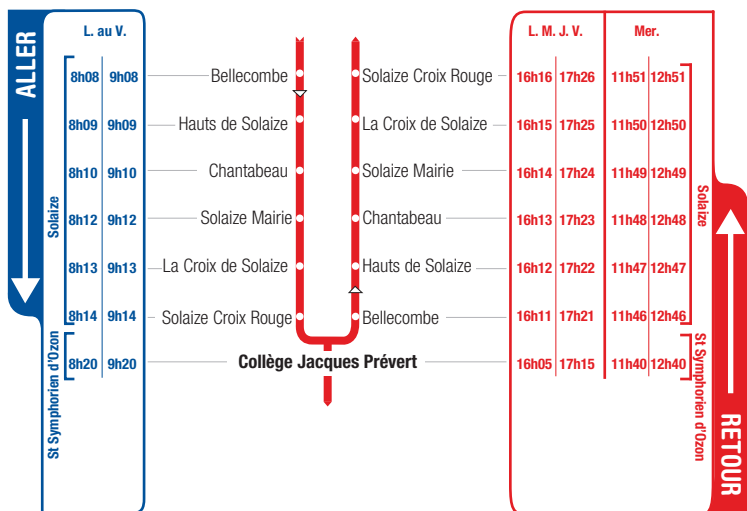 ALLER
L. au V.
L. M. J. V. Mer.
8h08 9h08 Bellecombe Solaize Croix Rouge 16h16 17h26 11h51 12h51
8h09 9h09 Hauts de Solaize La Croix de Solaize 16h15 17h25 11h50 12h50
8h10 9h10 Chantabeau Solaize Mairie 16h14 17h24 11h49 12h49
8h12 9h12 Solaize Mairie Chantabeau 16h13 17h23 11h48 12h48
8h13 9h13 La Croix de Solaize Hauts de Solaize 16h12 17h22 11h47 12h47
8h14 9h14 Solaize Croix Rouge Bellecombe 16h11 17h21 11h46 12h46
8h20 9h20 Collège Jacques Prévert 16h05 17h15 11h40 12h40
Solaize
St Symphorien d'Ozon
Solaize
St Symphorien d'Ozon
RETOUR